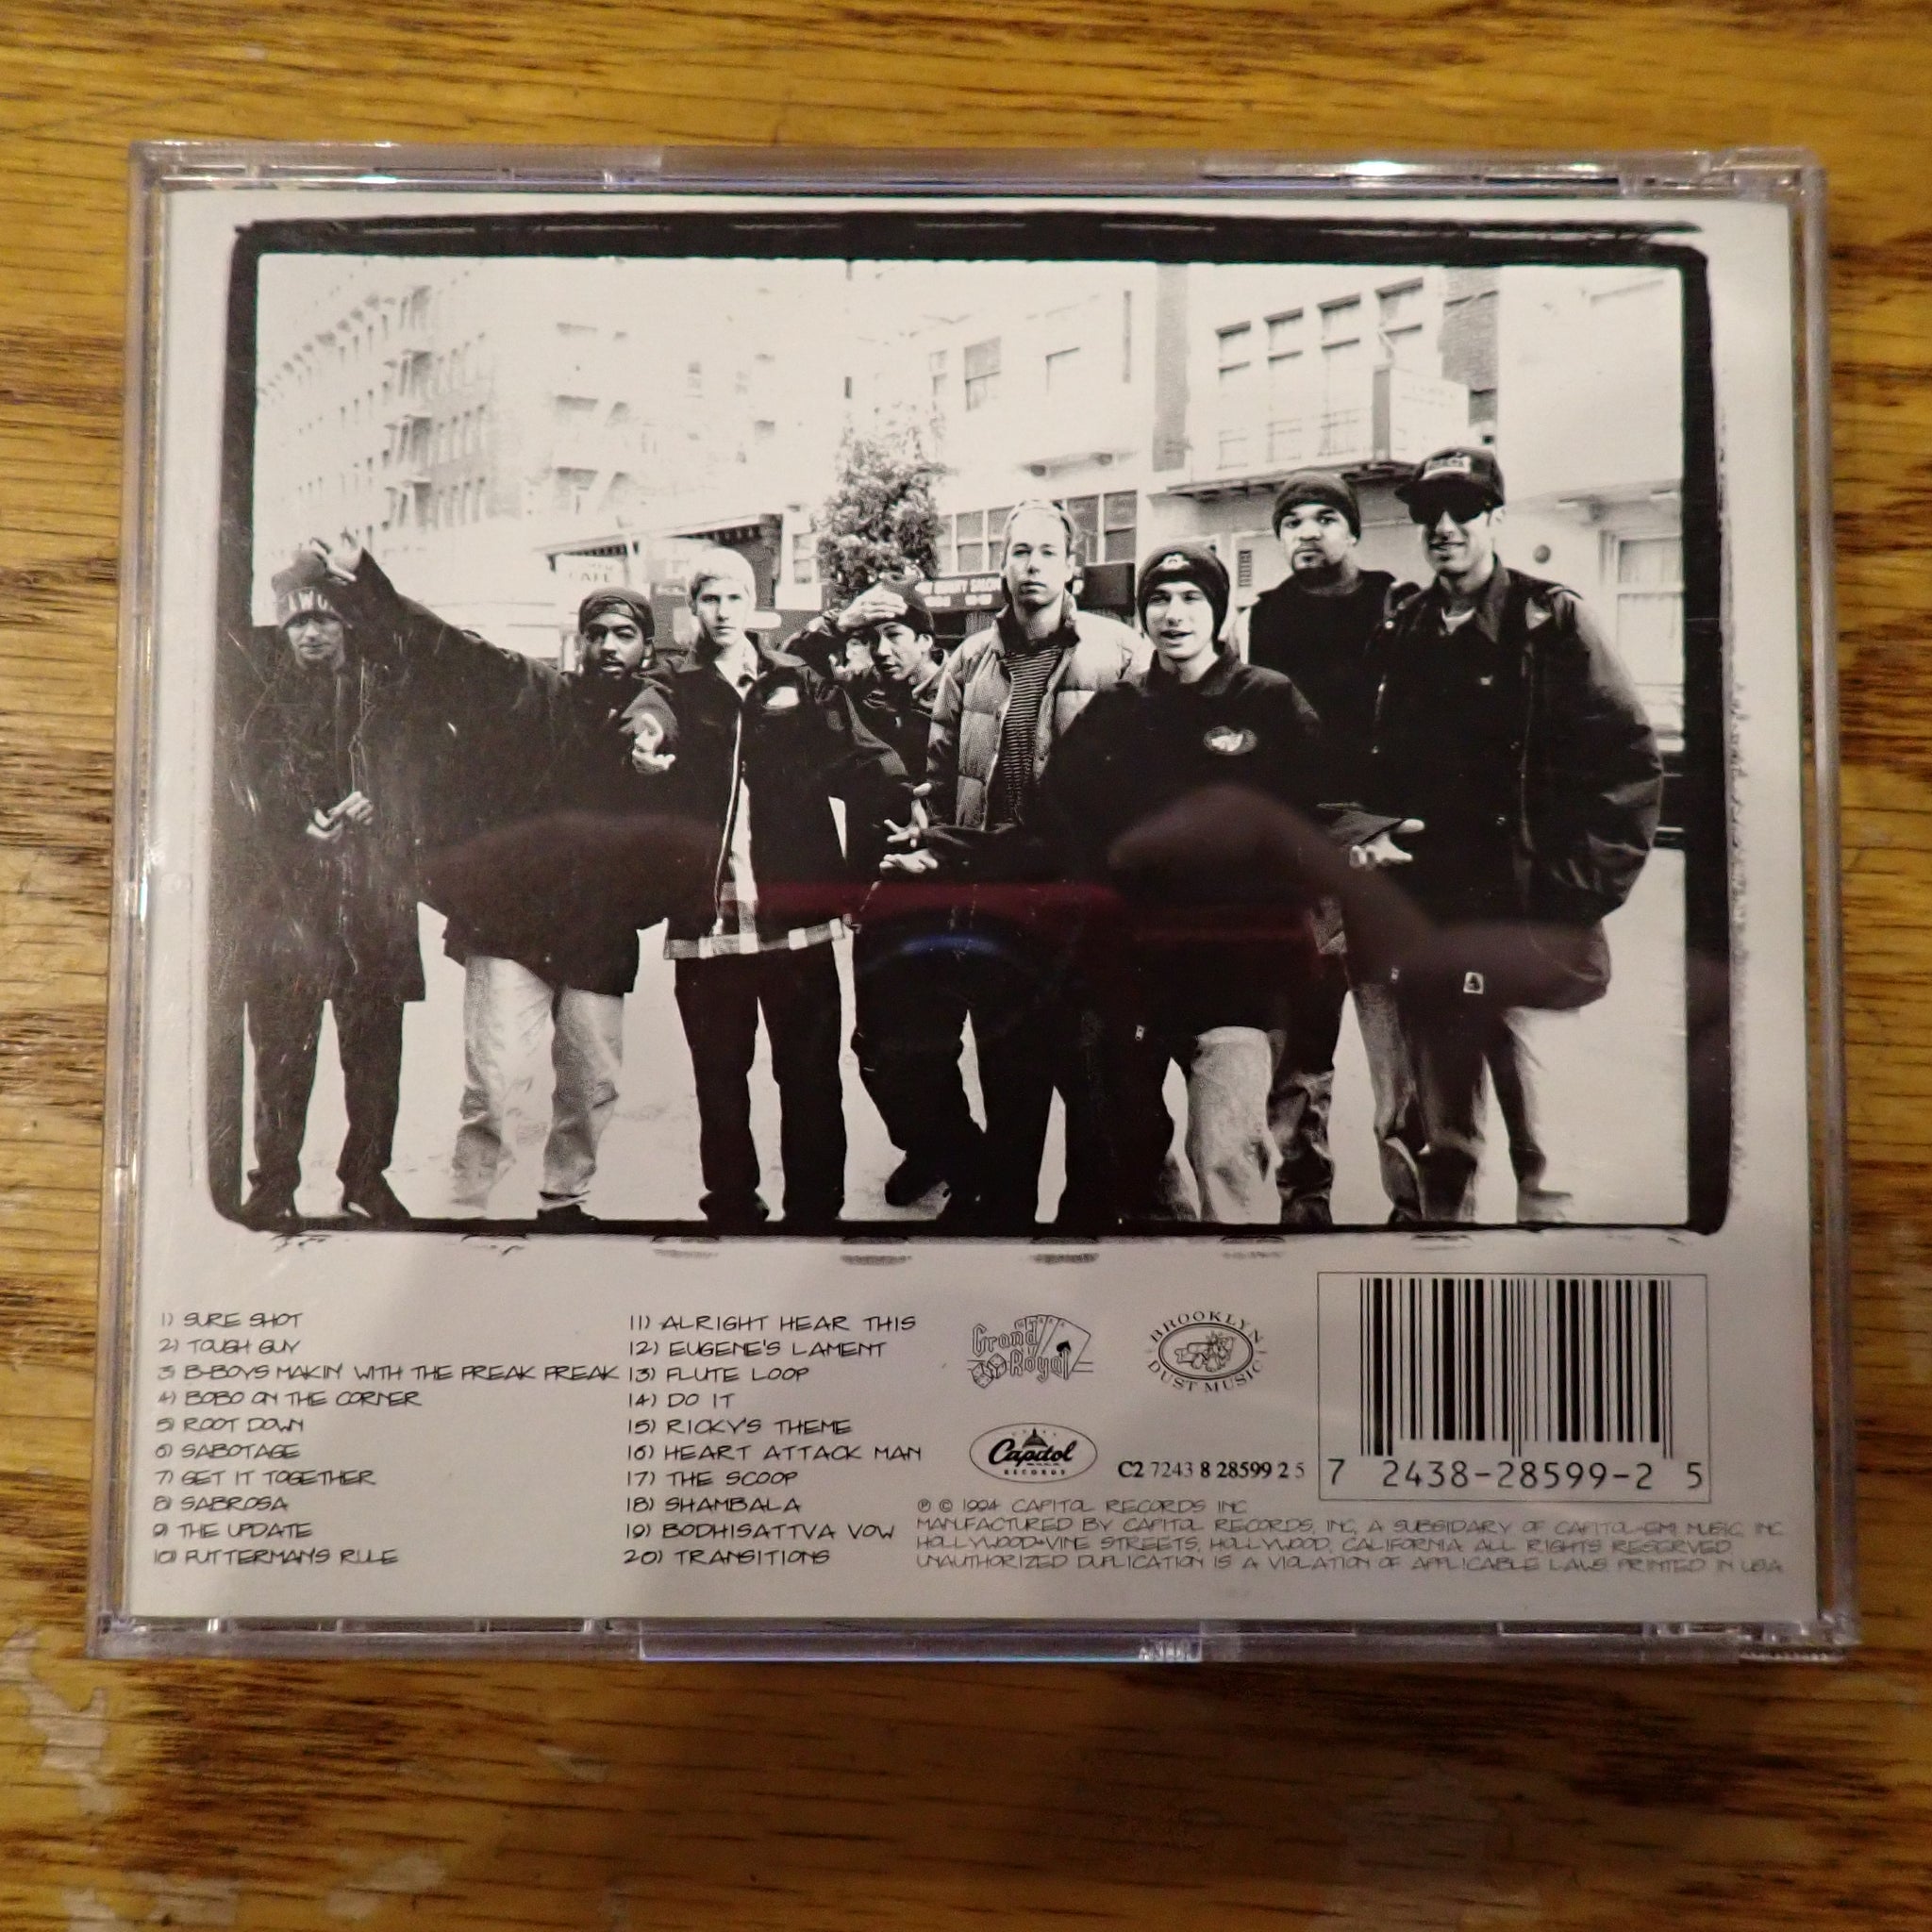 CAFE
BEAUTY SALON
1) SURE SHOT
2) TOUGH GUY
3) B-BOYS MAKIN' WITH THE FREAK FREAK
4) BOBO ON THE CORNER
5) ROOT DOWN
6) SABOTAGE
7) GET IT TOGETHER
8) SABROSA
9) THE UPDATE
10) FUTTERMAN'S RULE
11) ALRIGHT HEAR THIS
12) EUGENE'S LAMENT
13) FLUTE LOOP
14) DO IT
15) RICKY'S THEME
16) HEART ATTACK MAN
17) THE SCOOP
18) SHAMBALA
19) BODHISATTVA VOW
20) TRANSITIONS
Grand
Royal
BROOKLYN
DUST MUSIC
Capitol
RECORDS
C2 7243 8 28599 2 5
7 2438-28599-2 5
℗ © 1994 CAPITOL RECORDS INC
MANUFACTURED BY CAPITOL RECORDS, INC, A SUBSIDIARY OF CAPITOL-EMI MUSIC, INC.
HOLLYWOOD+VINE STREETS, HOLLYWOOD, CALIFORNIA. ALL RIGHTS RESERVED.
UNAUTHORIZED DUPLICATION IS A VIOLATION OF APPLICABLE LAWS. PRINTED IN USA